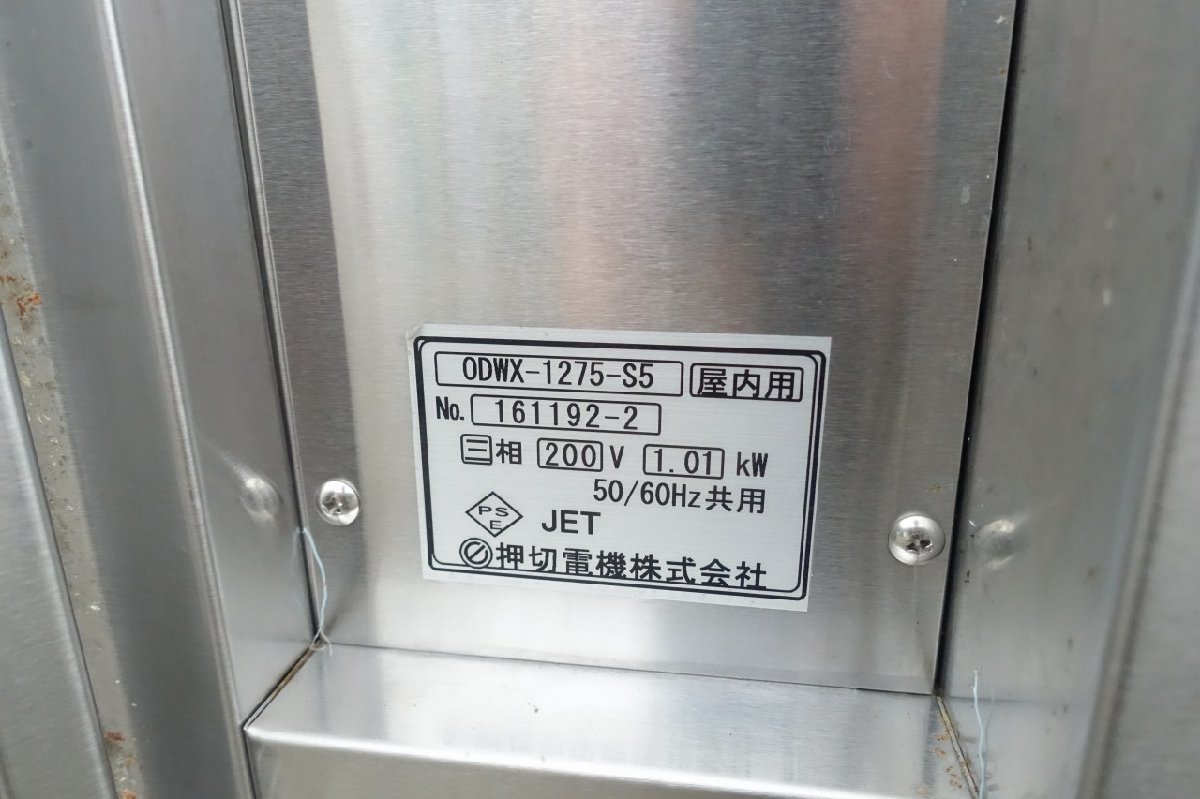 ODWX-1275-S5 屋内用
No. 161192-2
三相 200 V 1.01 kW
50/60Hz共用
PSE JET
押切電機株式会社